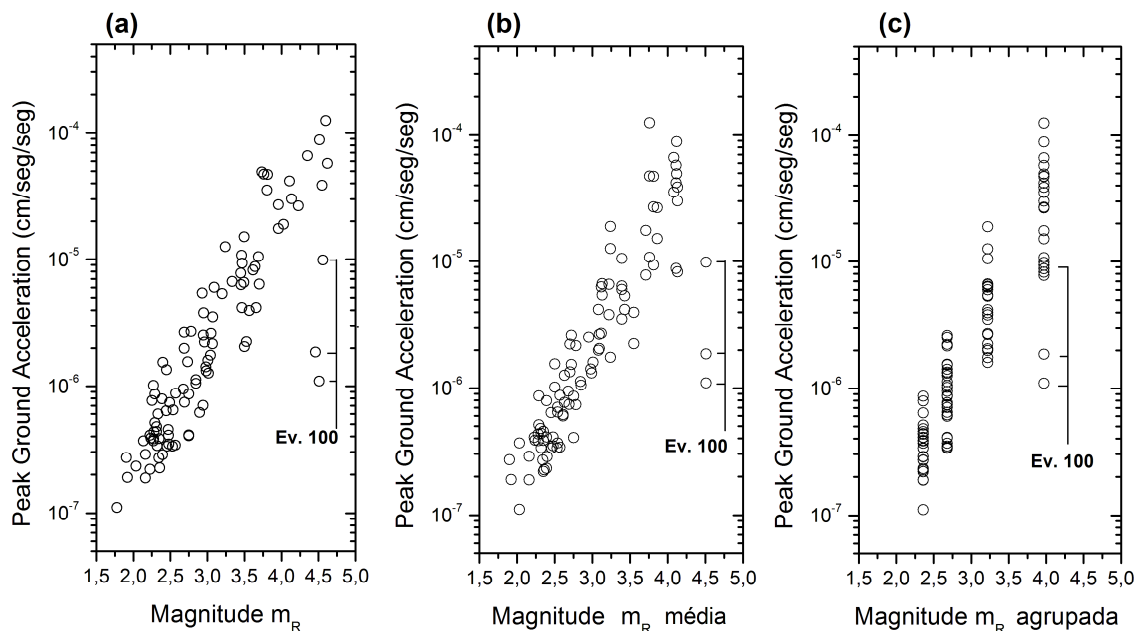 (a)
Peak Ground Acceleration (cm/seg/seg)
10^-4
10^-5
10^-6
10^-7
Ev. 100
1,5 2,0 2,5 3,0 3,5 4,0 4,5 5,0
Magnitude m_R
(b)
Peak Ground Acceleration (cm/seg/seg)
10^-4
10^-5
10^-6
10^-7
Ev. 100
1,5 2,0 2,5 3,0 3,5 4,0 4,5 5,0
Magnitude m_R média
(c)
Peak Ground Acceleration (cm/seg/seg)
10^-4
10^-5
10^-6
10^-7
Ev. 100
1,5 2,0 2,5 3,0 3,5 4,0 4,5 5,0
Magnitude m_R agrupada